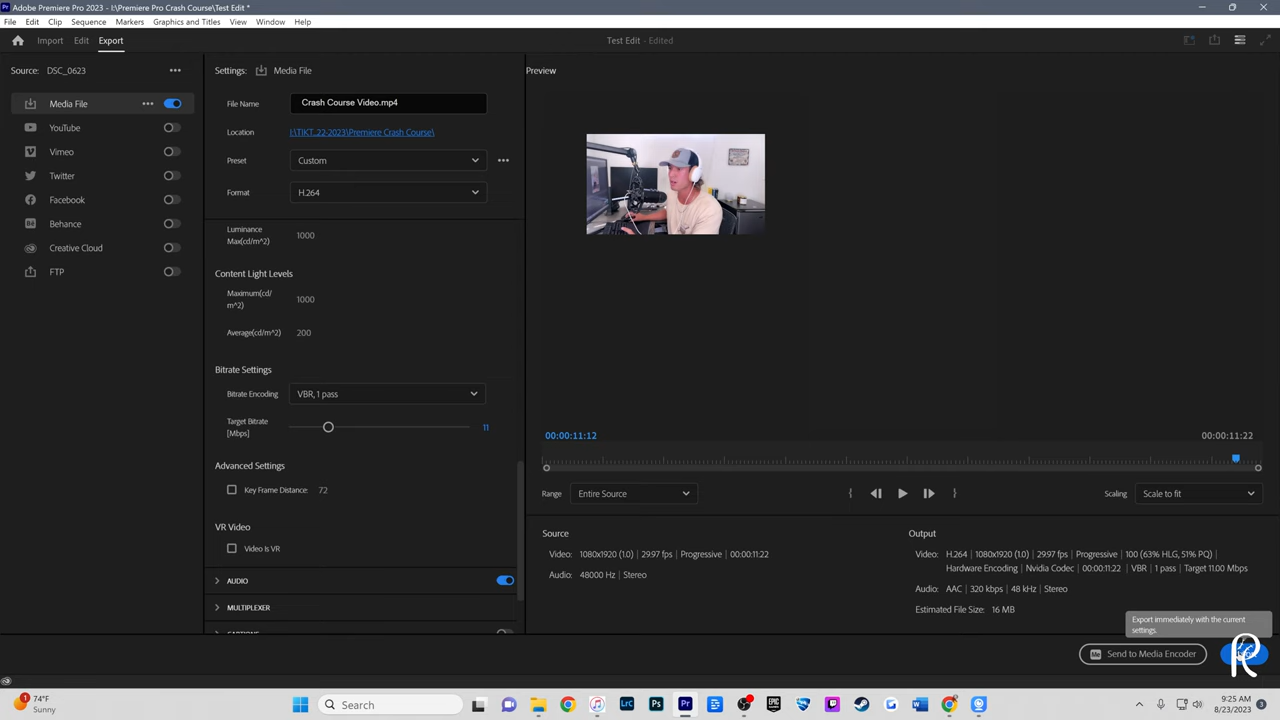 Adobe Premiere Pro 2023 - I:\Premiere Pro Crash Course\Test Edit *
File Edit Clip Sequence Markers Graphics and Titles View Window Help
Import Edit Export
Test Edit - Edited
Source: DSC_0623
Media File
YouTube
Vimeo
Twitter
Facebook
Behance
Creative Cloud
FTP
Settings: Media File
File Name Crash Course Video.mp4
Location I:\TIKT...22-2023\Premiere Crash Course\
Preset Custom
Format H.264
Luminance
Max(cd/m^2) 1000
Content Light Levels
Maximum(cd/
m^2) 1000
Average(cd/m^2) 200
Bitrate Settings
Bitrate Encoding VBR, 1 pass
Target Bitrate
[Mbps] 11
Advanced Settings
Key Frame Distance: 72
VR Video
Video Is VR
AUDIO
MULTIPLEXER
CAPTIONS
Preview
00:00:11:12 00:00:11:22
Range Entire Source
Scaling Scale to fit
Source
Video: 1080x1920 (1.0) | 29.97 fps | Progressive | 00:00:11:22
Audio: 48000 Hz | Stereo
Output
Video: H.264 | 1080x1920 (1.0) | 29.97 fps | Progressive | 100 (63% HLG, 51% PQ) |
Hardware Encoding | Nvidia Codec | 00:00:11:22 | VBR | 1 pass | Target 11.00 Mbps
Audio: AAC | 320 kbps | 48 kHz | Stereo
Estimated File Size: 16 MB
Export immediately with the current
settings.
Me Send to Media Encoder
R
74°F
Sunny
Search
9:25 AM
8/23/2023